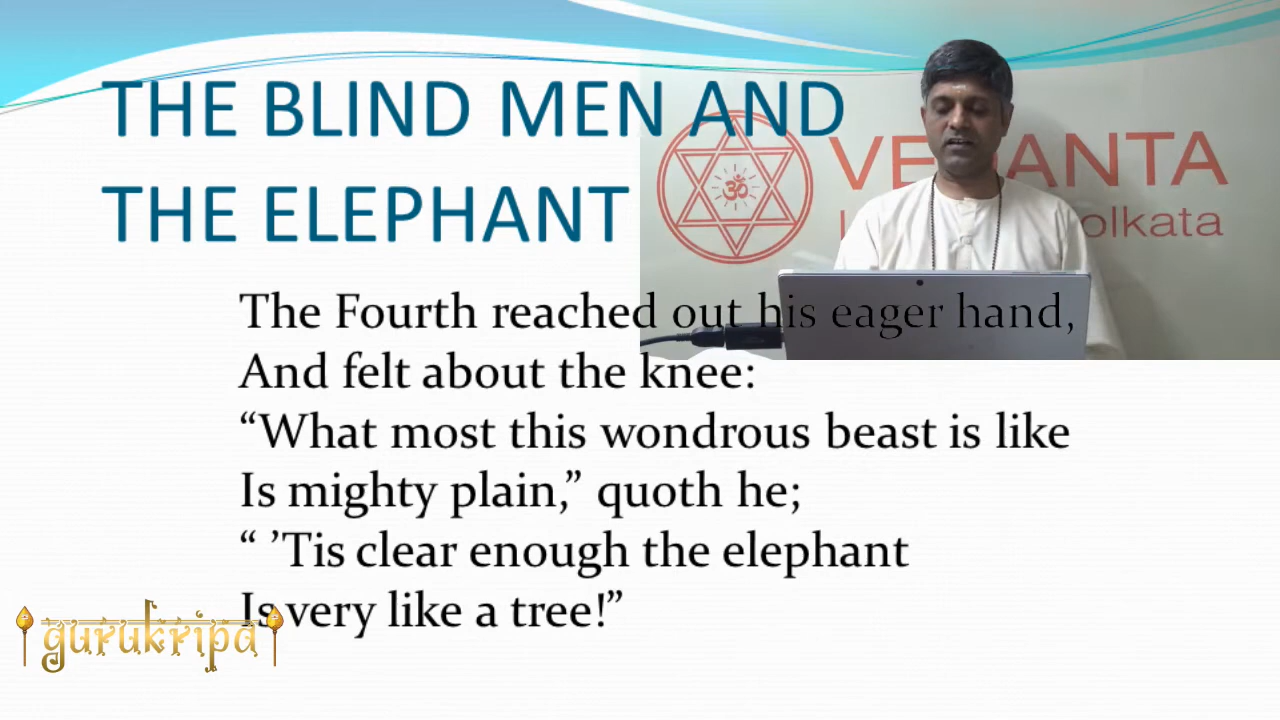 THE BLIND MEN AND
THE ELEPHANT
VEDANTA
Kolkata
The Fourth reached out his eager hand,
And felt about the knee:
“What most this wondrous beast is like
Is mighty plain,” quoth he;
“ ’Tis clear enough the elephant
Is very like a tree!”
gurukripa
ॐ